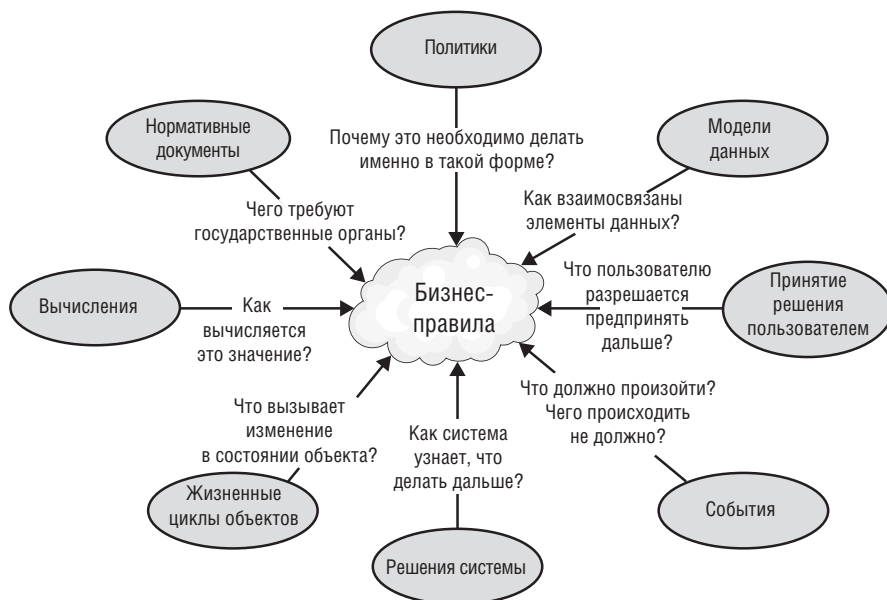 Политики
Почему это необходимо делать
именно в такой форме?
Нормативные
документы
Чего требуют
государственные органы?
Модели
данных
Как взаимосвязаны
элементы данных?
Вычисления
Как
вычисляется
это значение?
Бизнес-
правила
Что пользователю
разрешается
предпринять
дальше?
Принятие
решения
пользователем
Что вызывает
изменение
в состоянии объекта?
Жизненные
циклы объектов
Как система
узнает, что
делать дальше?
Решения системы
Что должно произойти?
Чего происходить
не должно?
События